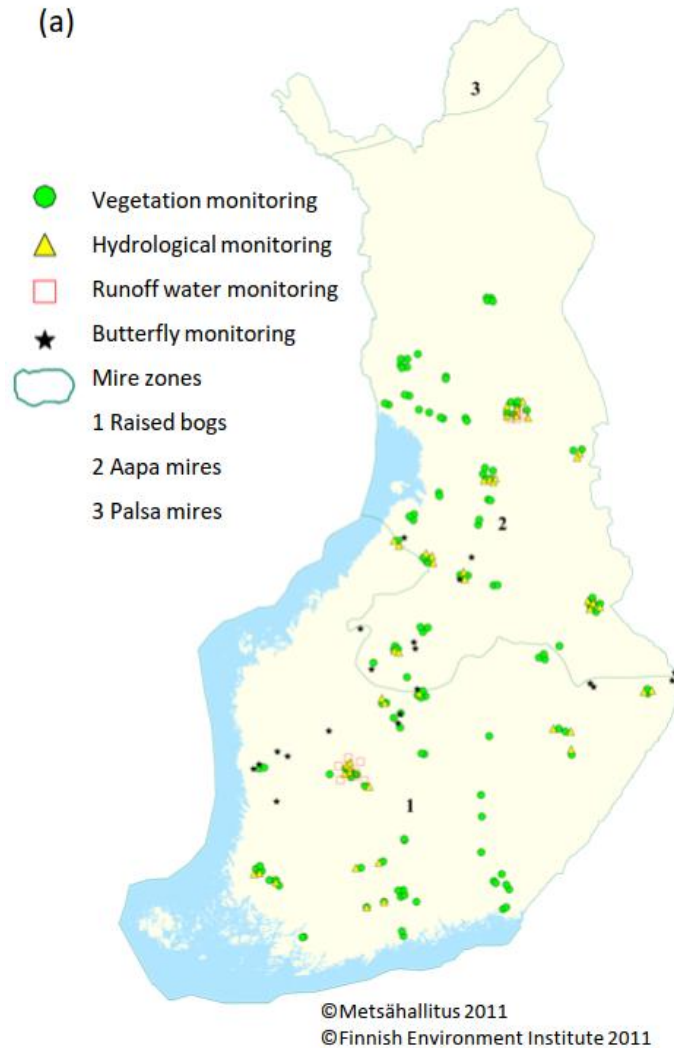 (a)
3
Vegetation monitoring
Hydrological monitoring
Runoff water monitoring
Butterfly monitoring
Mire zones
1 Raised bogs
2 Aapa mires
3 Palsa mires
2
1
©Metsähallitus 2011
©Finnish Environment Institute 2011